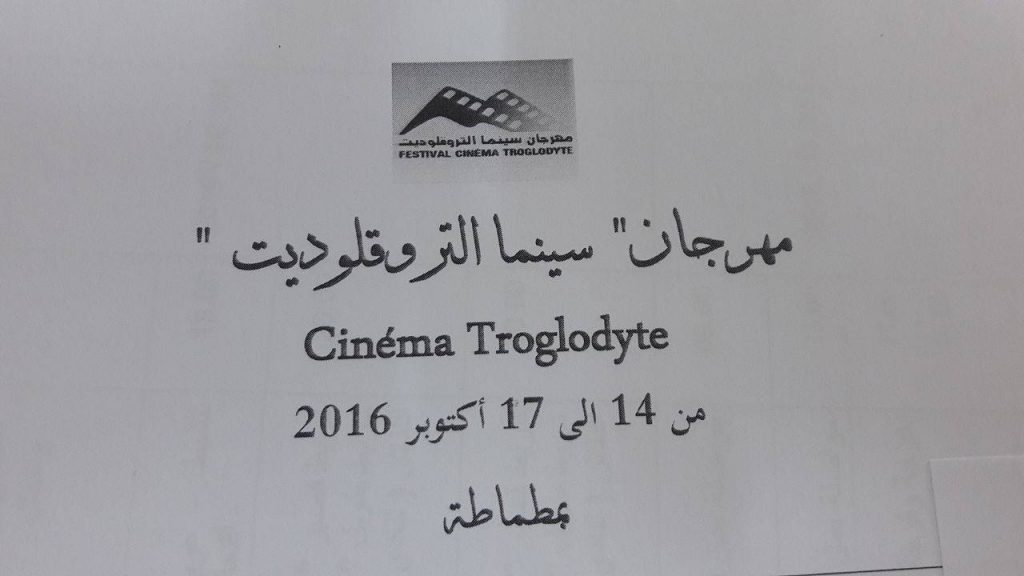 مهرجان سينما التروقلوديت
FESTIVAL CINÉMA TROGLODYTE
مهرجان" سينما التروقلوديت "
Cinéma Troglodyte
من 14 الى 17 أكتوبر 2016
بمطماطة